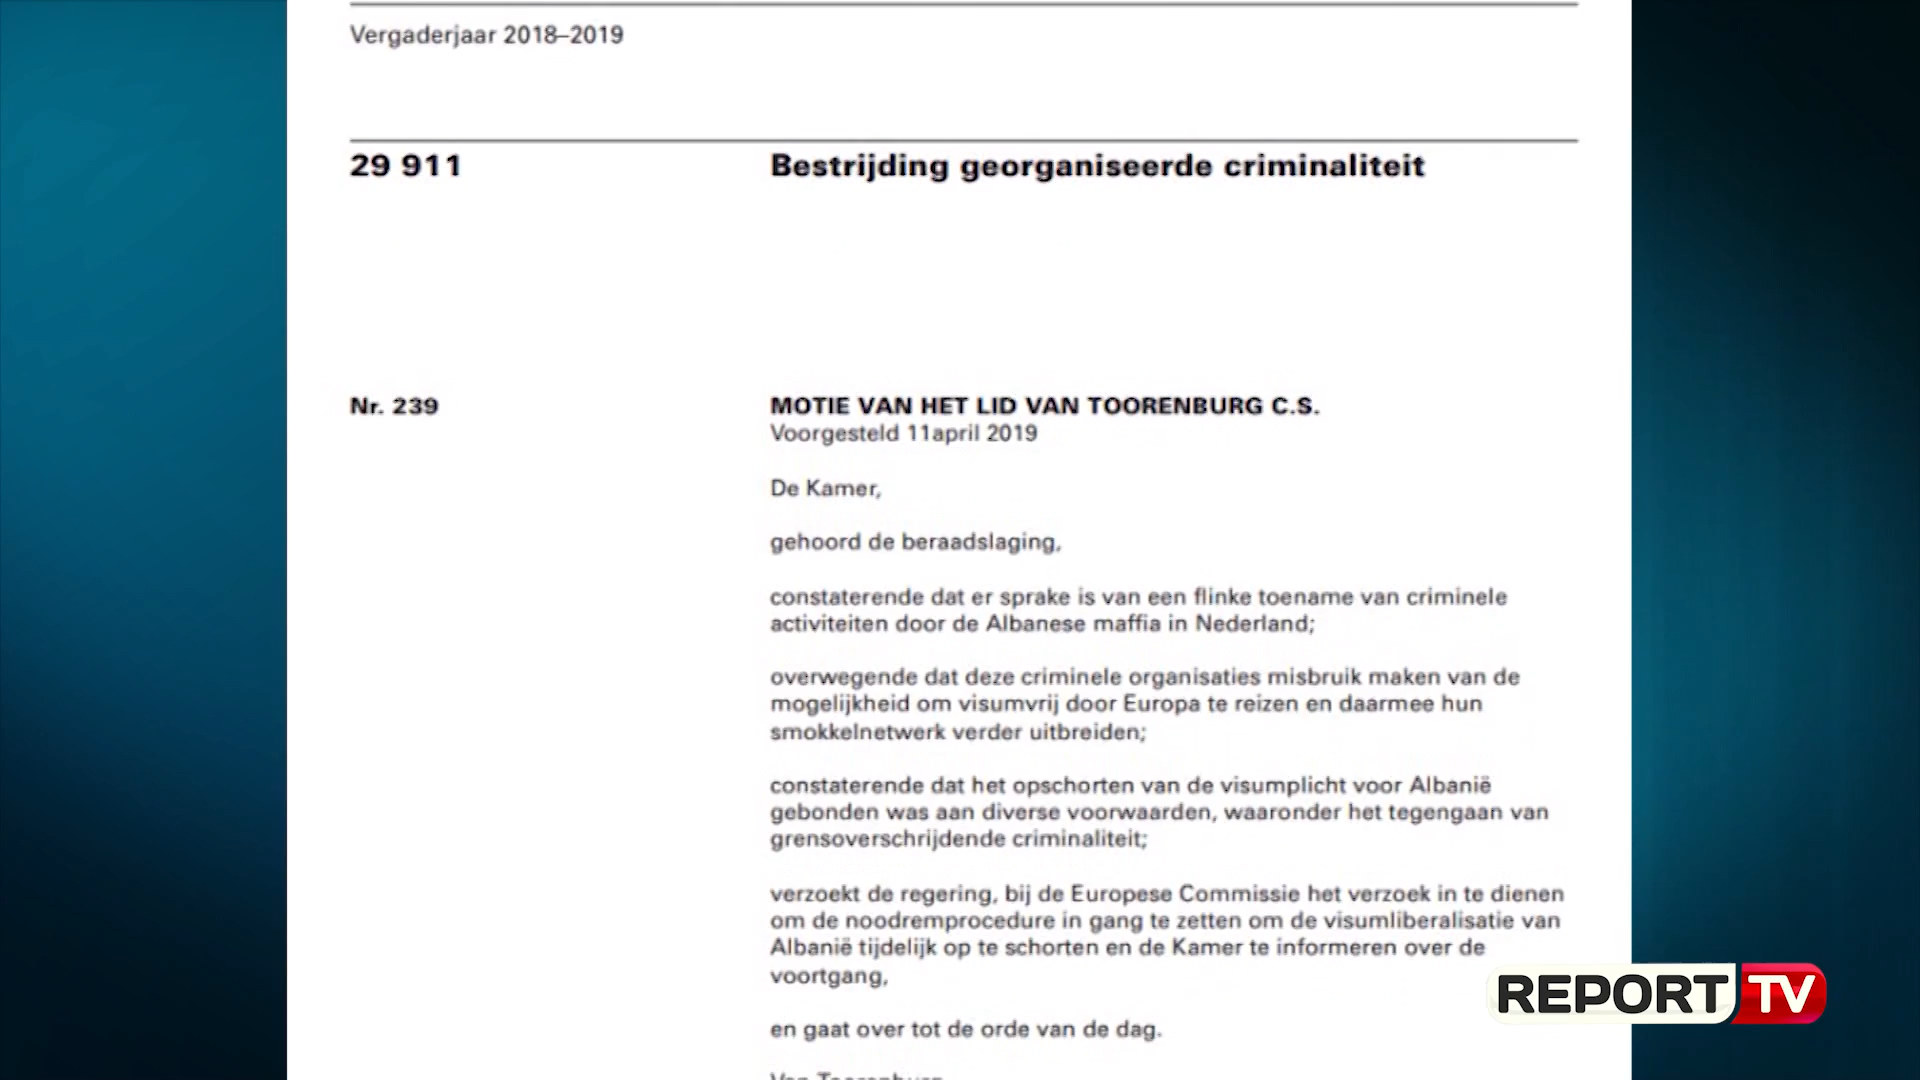 Vergaderjaar 2018–2019
29 911
Bestrijding georganiseerde criminaliteit
Nr. 239
MOTIE VAN HET LID VAN TOORENBURG C.S.
Voorgesteld 11april 2019
De Kamer,
gehoord de beraadslaging,
constaterende dat er sprake is van een flinke toename van criminele
activiteiten door de Albanese maffia in Nederland;
overwegende dat deze criminele organisaties misbruik maken van de
mogelijkheid om visumvrij door Europa te reizen en daarmee hun
smokkelnetwerk verder uitbreiden;
constaterende dat het opschorten van de visumplicht voor Albanië
gebonden was aan diverse voorwaarden, waaronder het tegengaan van
grensoverschrijdende criminaliteit;
verzoekt de regering, bij de Europese Commissie het verzoek in te dienen
om de noodremprocedure in gang te zetten om de visumliberalisatie van
Albanië tijdelijk op te schorten en de Kamer te informeren over de
voortgang,
en gaat over tot de orde van de dag.
REPORT TV